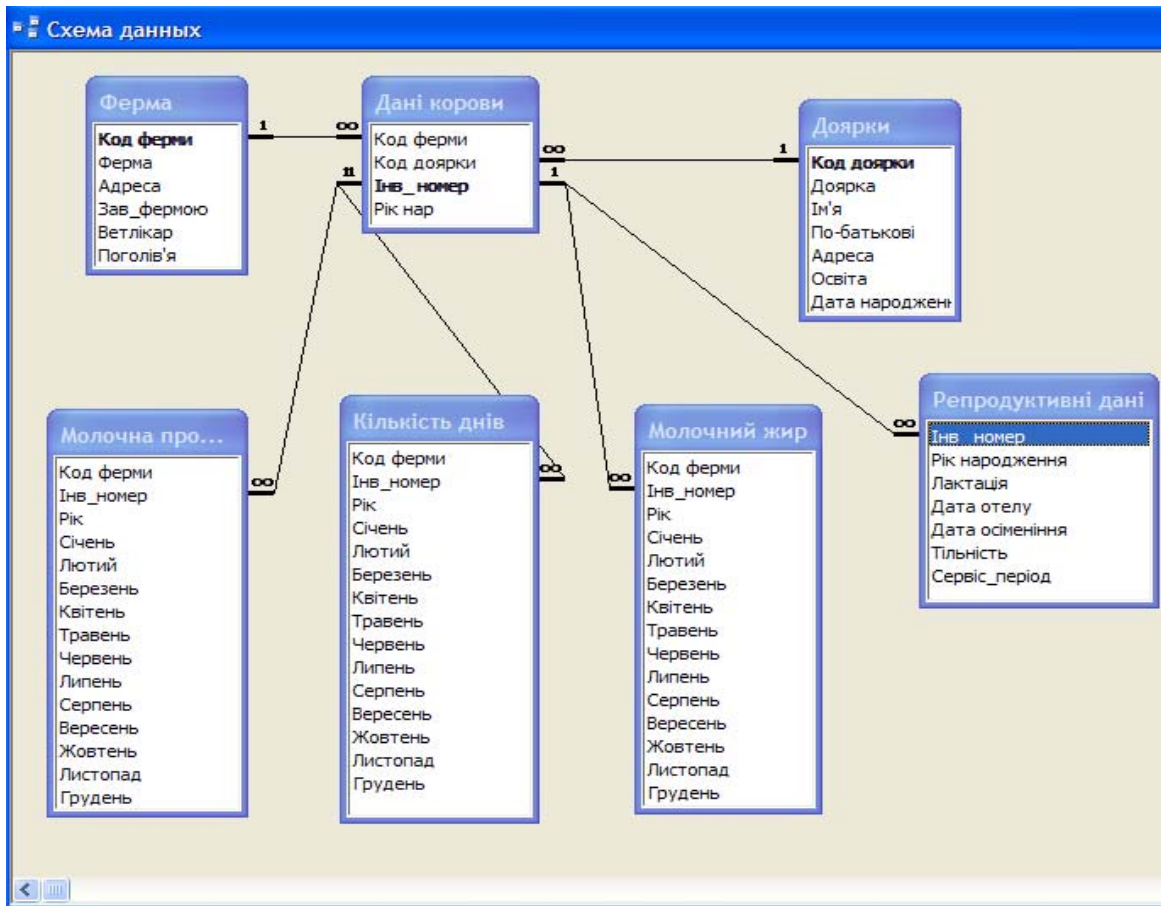 Схема данных
Ферма
Код ферми
Ферма
Адреса
Зав_фермою
Ветлікар
Поголів'я
1
∞
Дані корови
Код ферми
Код доярки
Інв_номер
Рік нар
11
∞
1
1
Доярки
Код доярки
Доярка
Ім'я
По-батькові
Адреса
Освіта
Дата народженн
Молочна про...
Код ферми
Інв_номер
Рік
Січень
Лютий
Березень
Квітень
Травень
Червень
Липень
Серпень
Вересень
Жовтень
Листопад
Грудень
∞
Кількість днів
Код ферми
Інв_номер
Рік
Січень
Лютий
Березень
Квітень
Травень
Червень
Липень
Серпень
Вересень
Жовтень
Листопад
Грудень
∞
∞
Молочний жир
Код ферми
Інв_номер
Рік
Січень
Лютий
Березень
Квітень
Травень
Червень
Липень
Серпень
Вересень
Жовтень
Листопад
Грудень
∞
Репродуктивні дані
Інв_номер
Рік народження
Лактація
Дата отелу
Дата осіменіння
Тільність
Сервіс_період